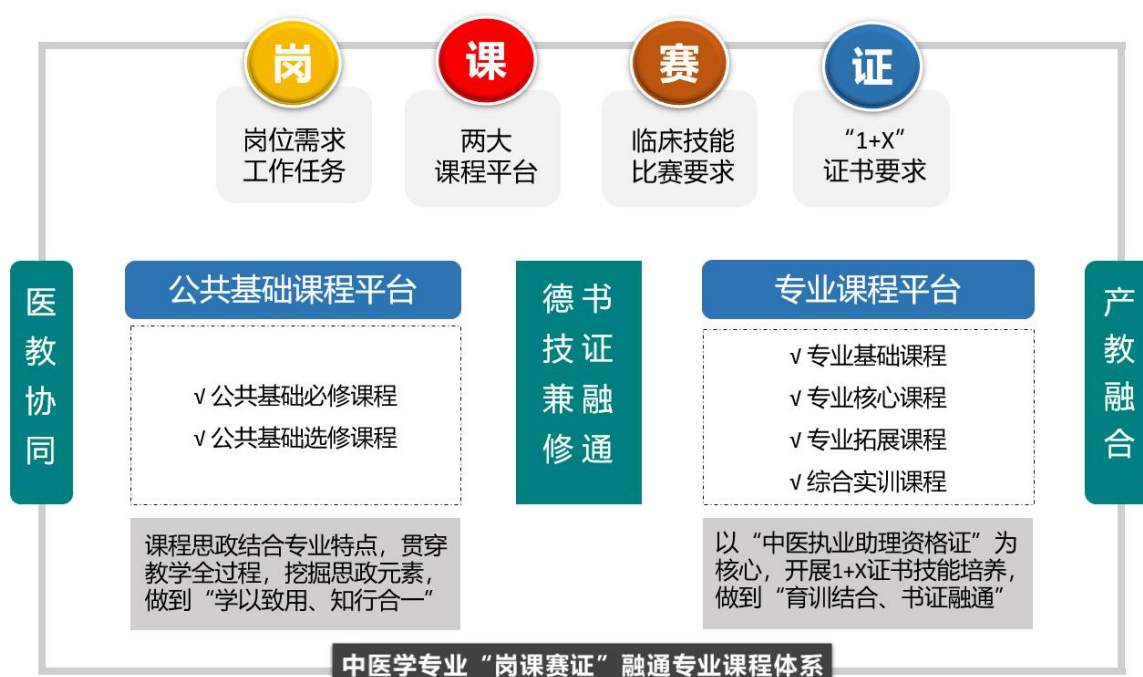 岗
课
赛
证
岗位需求
工作任务
两大
课程平台
临床技能
比赛要求
“1+X”
证书要求
医教协同
公共基础课程平台
√ 公共基础必修课程
√ 公共基础选修课程
课程思政结合专业特点，贯穿
教学全过程，挖掘思政元素，
做到“学以致用、知行合一”
德技兼修
书证融通
专业课程平台
√ 专业基础课程
√ 专业核心课程
√ 专业拓展课程
√ 综合实训课程
以“中医执业助理资格证”为
核心，开展1+X证书技能培养，
做到“育训结合、书证融通”
产教融合
中医学专业“岗课赛证”融通专业课程体系